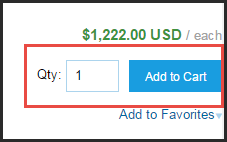 $1,222.00 USD / each
Qty: 1 Add to Cart
Add to Favorites